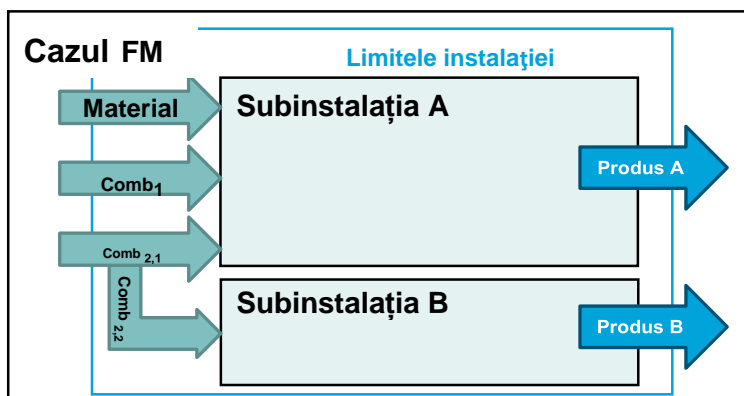 Cazul FM
Limitele instalaţiei
Material
Subinstalația A
Comb1
Produs A
Comb 2,1
Comb 2,2
Subinstalația B
Produs B